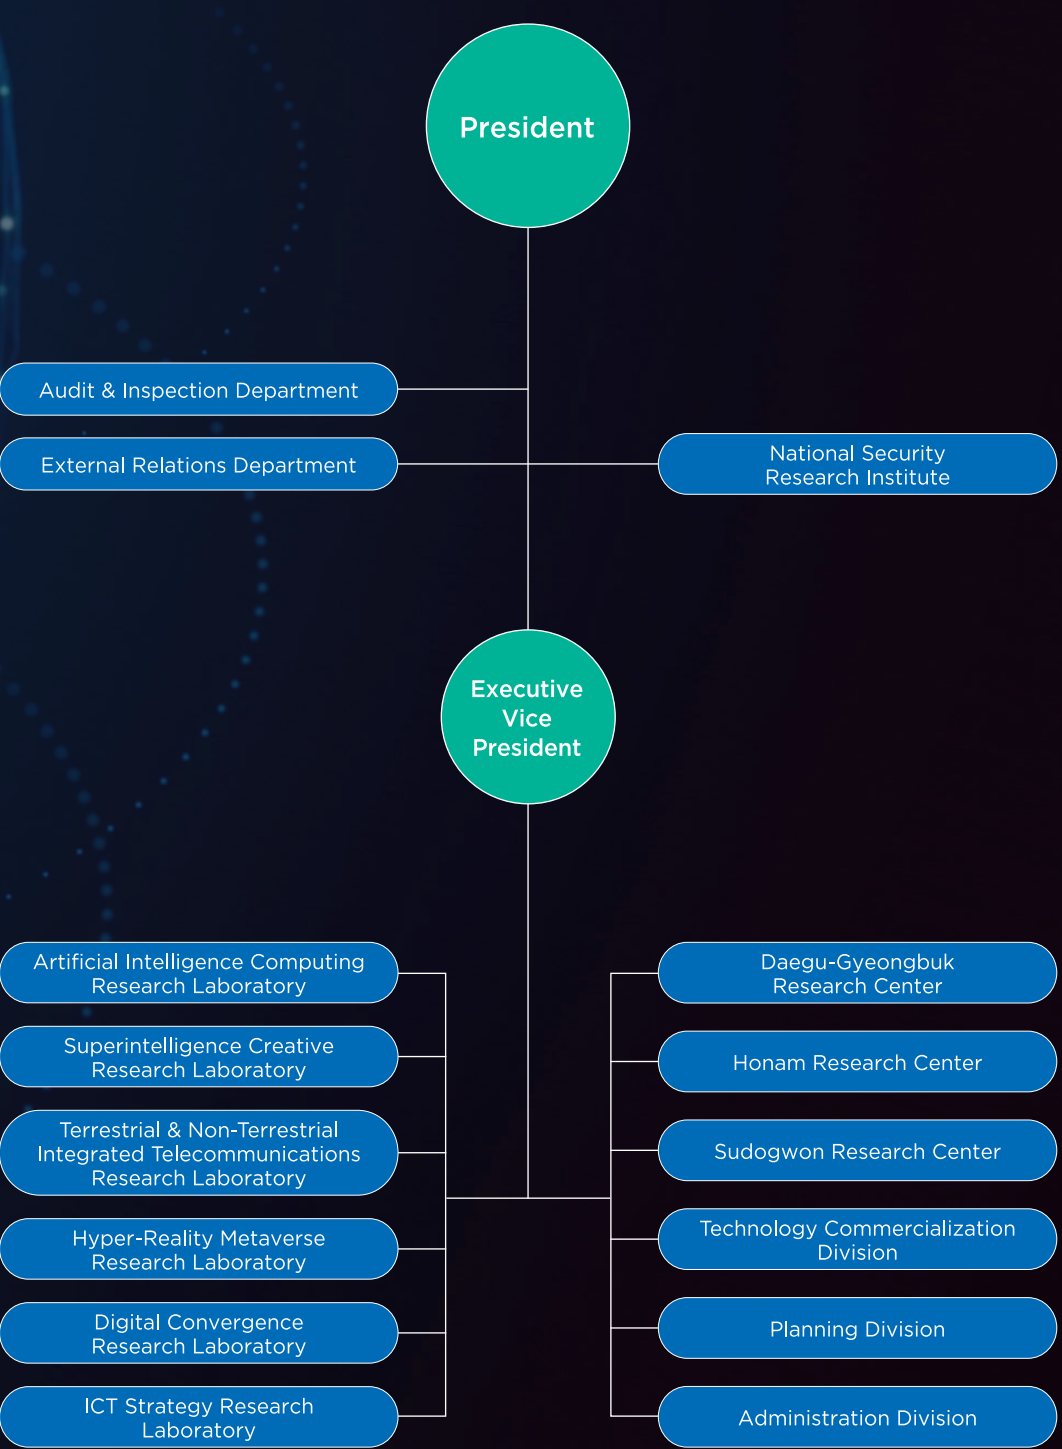 President
Audit & Inspection Department
External Relations Department
National Security
Research Institute
Executive
Vice
President
Artificial Intelligence Computing
Research Laboratory
Superintelligence Creative
Research Laboratory
Terrestrial & Non-Terrestrial
Integrated Telecommunications
Research Laboratory
Hyper-Reality Metaverse
Research Laboratory
Digital Convergence
Research Laboratory
ICT Strategy Research
Laboratory
Daegu-Gyeongbuk
Research Center
Honam Research Center
Sudogwon Research Center
Technology Commercialization
Division
Planning Division
Administration Division